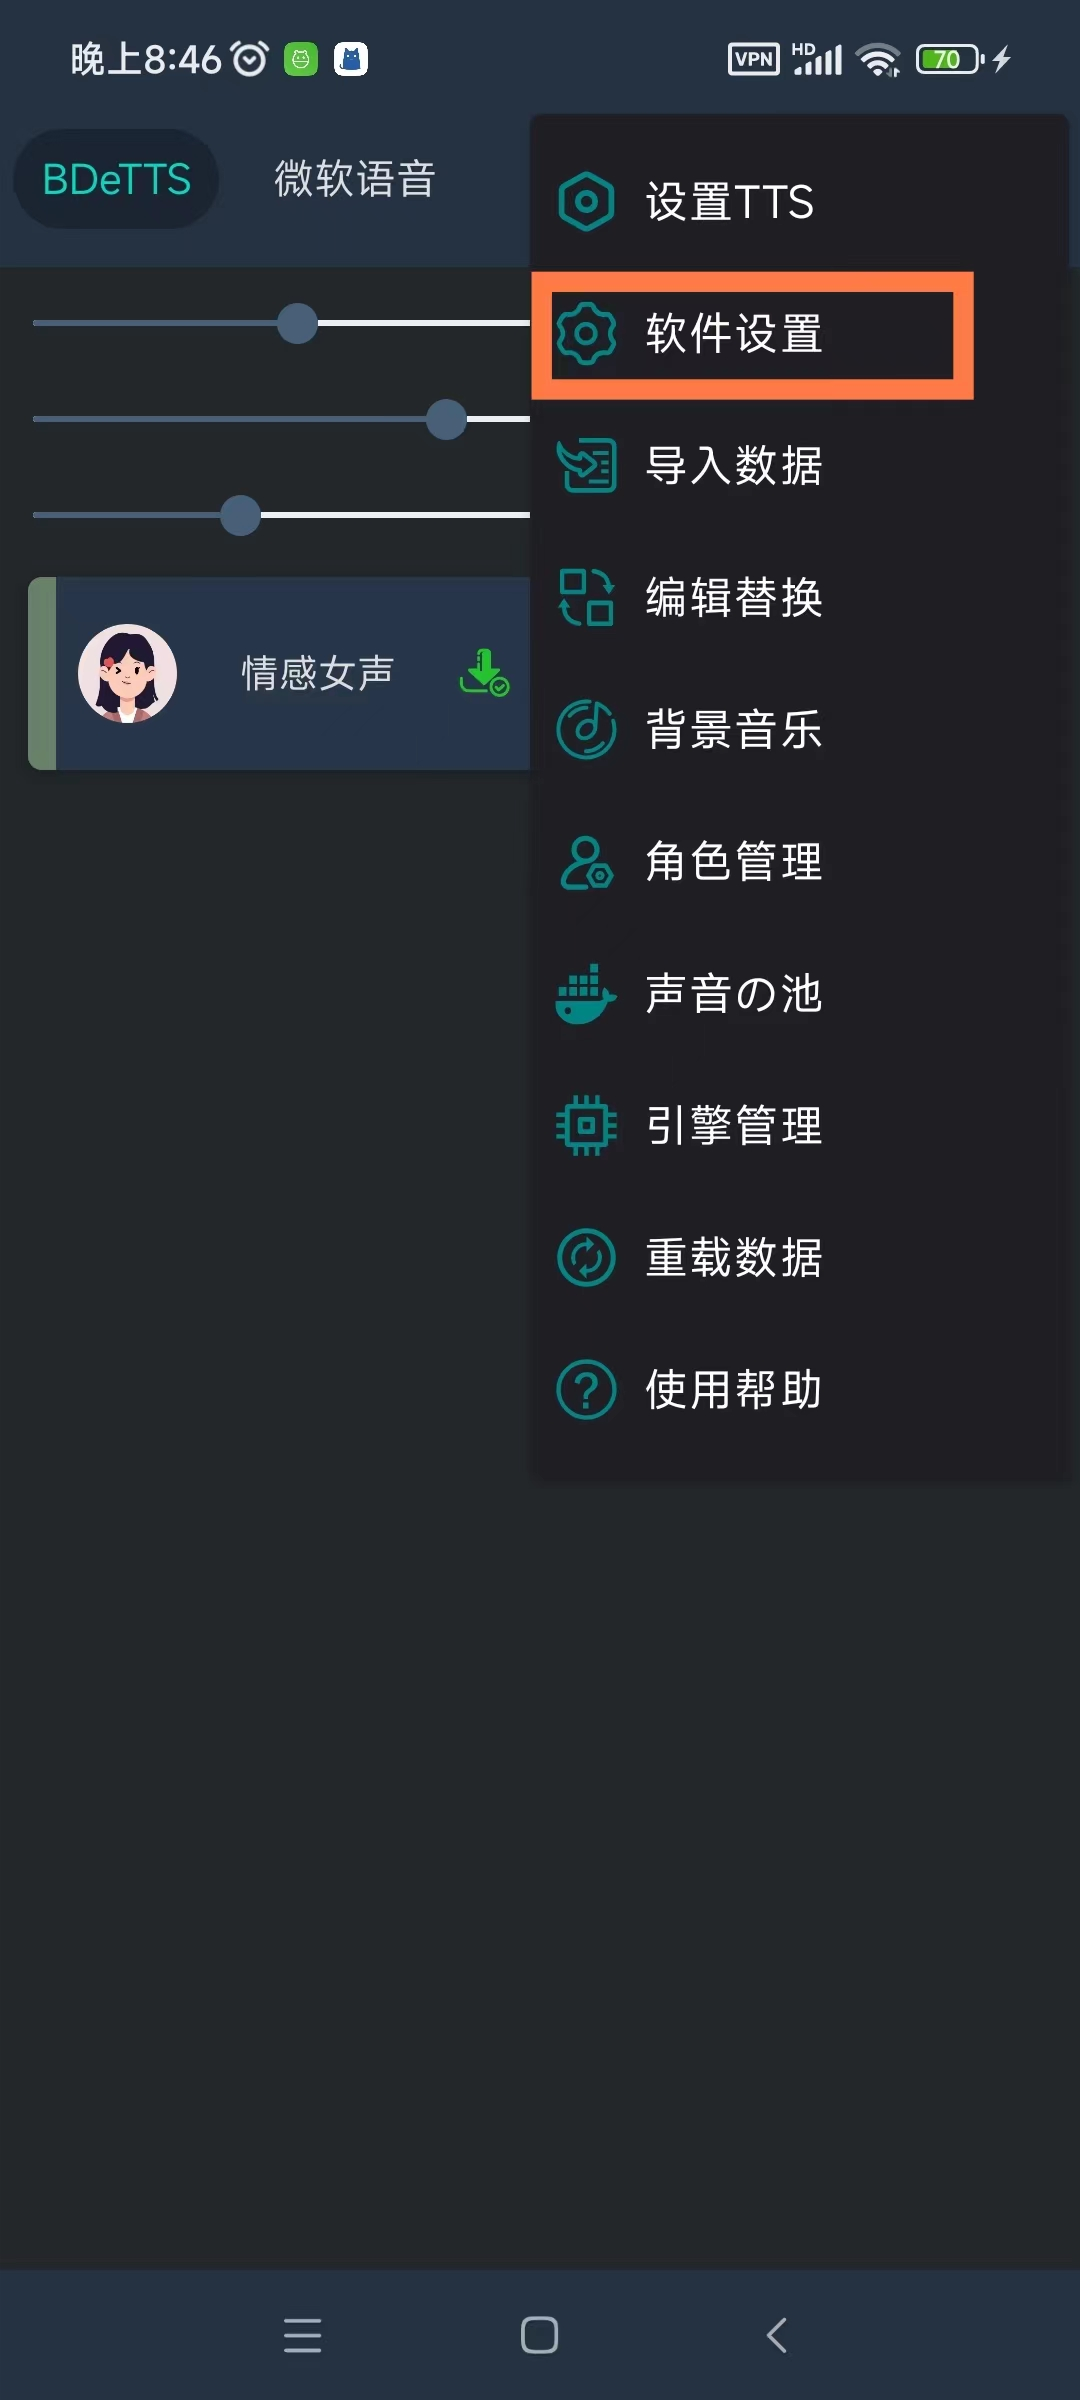 晚上8:46
VPN
HD
70
BDeTTS
微软语音
设置TTS
软件设置
导入数据
编辑替换
情感女声
背景音乐
角色管理
声音の池
引擎管理
重载数据
使用帮助